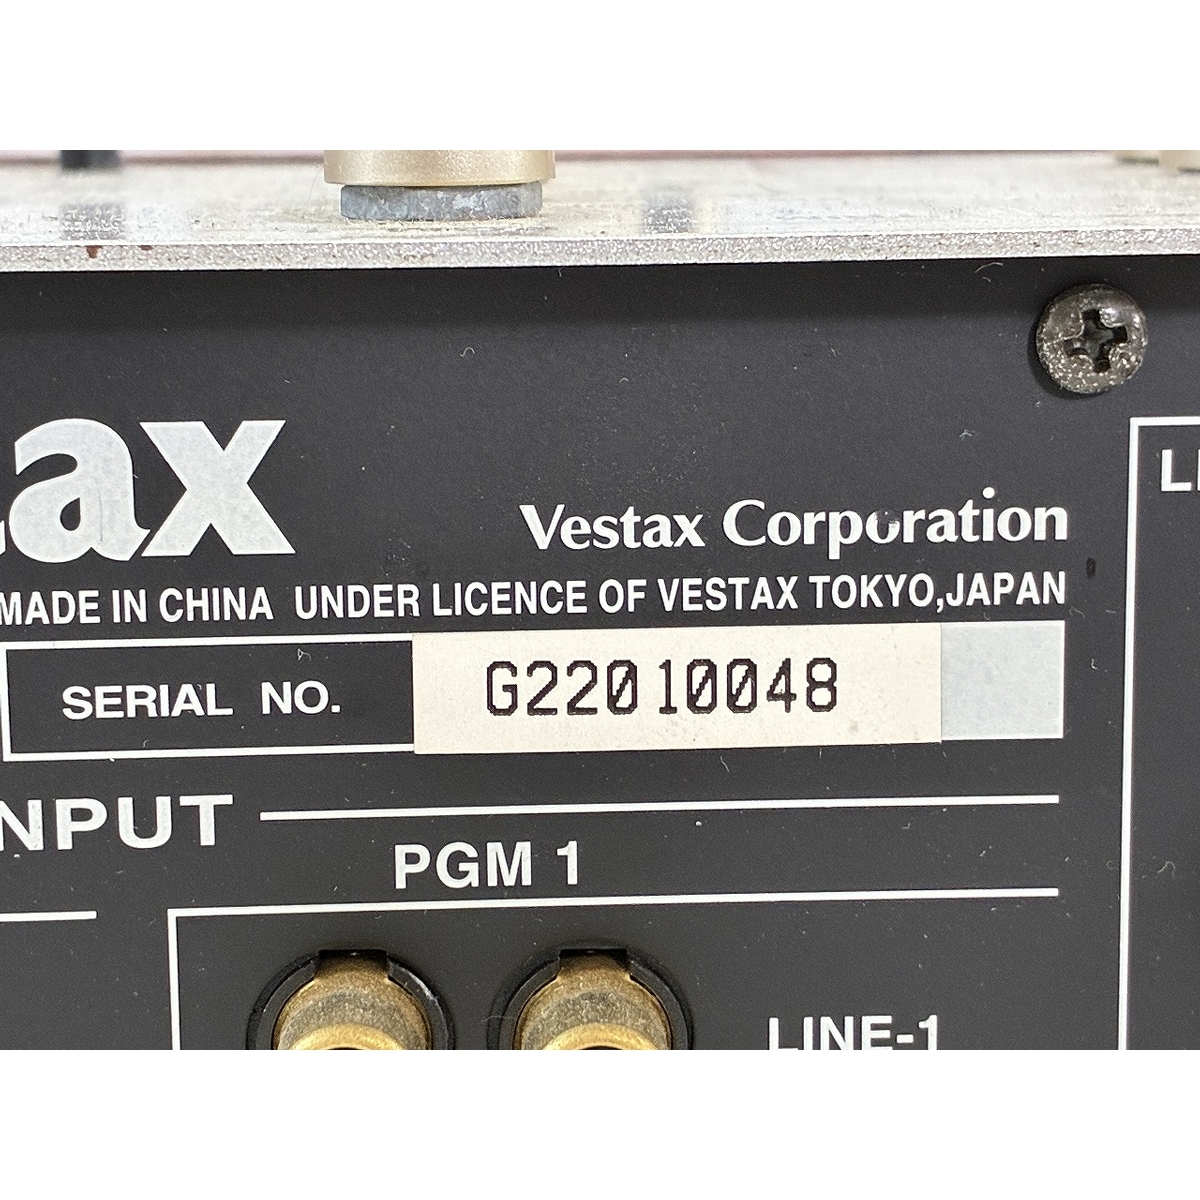 tax
Vestax Corporation
MADE IN CHINA UNDER LICENCE OF VESTAX TOKYO,JAPAN
SERIAL NO. G22010048
INPUT
PGM 1
LINE-1